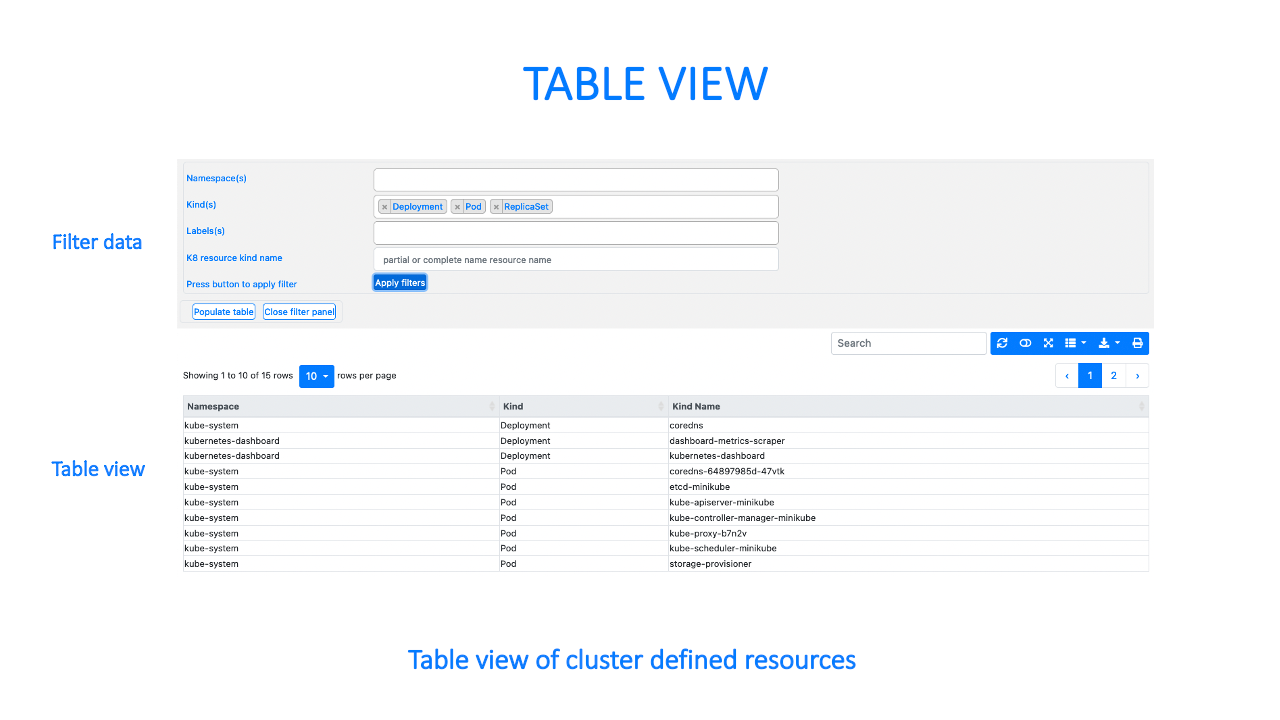 TABLE VIEW
Namespace(s)
Kind(s) × Deployment × Pod × ReplicaSet
Labels(s)
Filter data
K8 resource kind name partial or complete name resource name
Press button to apply filter Apply filters
Populate table Close filter panel
Search
Showing 1 to 10 of 15 rows 10 rows per page ‹ 1 2 ›
Namespace Kind Kind Name
kube-system Deployment coredns
kubernetes-dashboard Deployment dashboard-metrics-scraper
kubernetes-dashboard Deployment kubernetes-dashboard
Table view
kube-system Pod coredns-64897985d-47vtk
kube-system Pod etcd-minikube
kube-system Pod kube-apiserver-minikube
kube-system Pod kube-controller-manager-minikube
kube-system Pod kube-proxy-b7n2v
kube-system Pod kube-scheduler-minikube
kube-system Pod storage-provisioner
Table view of cluster defined resources